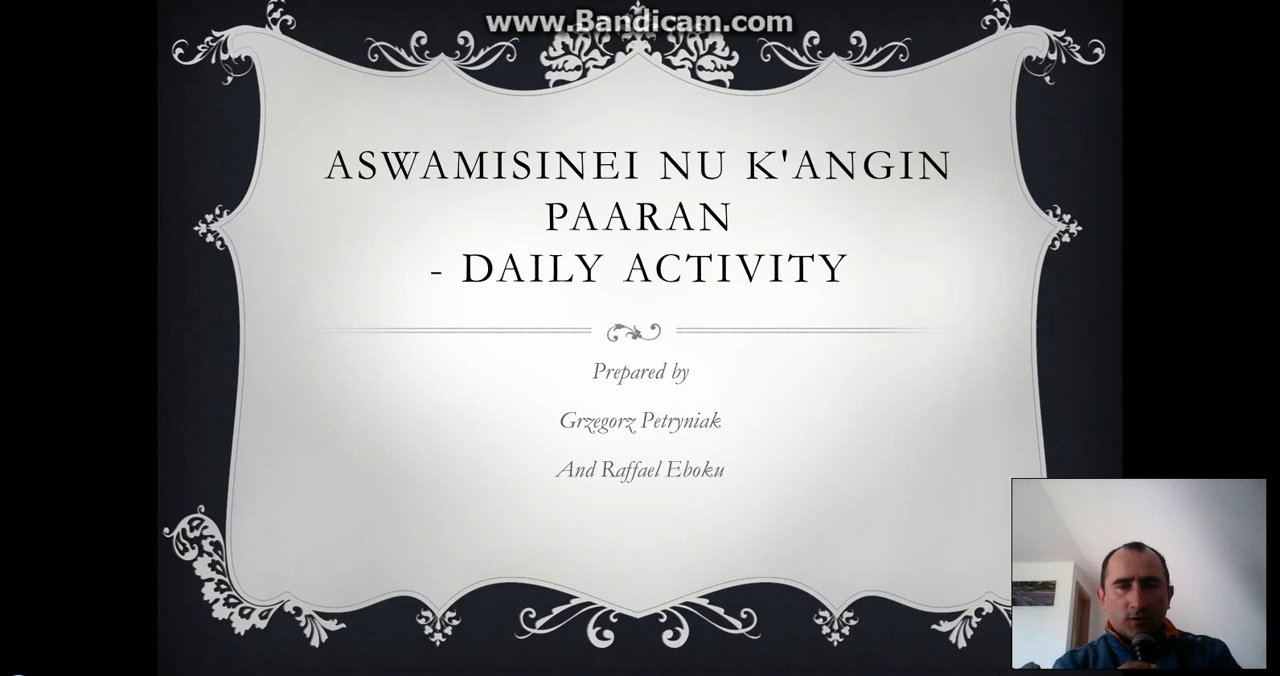 www.Bandicam.com
ASWAMISINEI NU K'ANGIN
PAARAN
- DAILY ACTIVITY
Prepared by
Grzegorz Petryniak
And Raffael Eboku